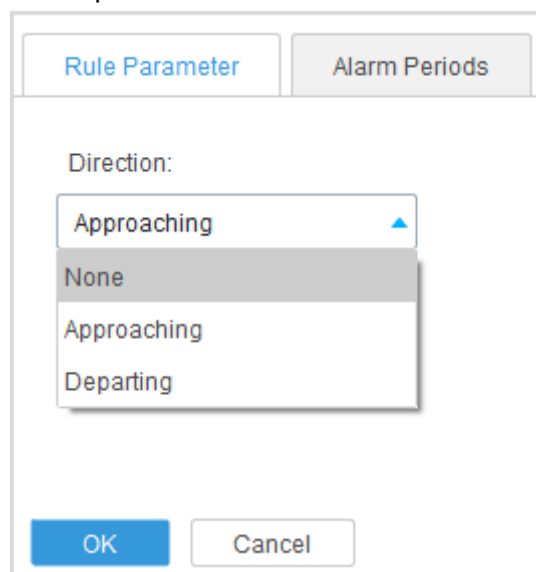 Rule Parameter Alarm Periods
Direction:
Approaching
None
Approaching
Departing
OK Cancel